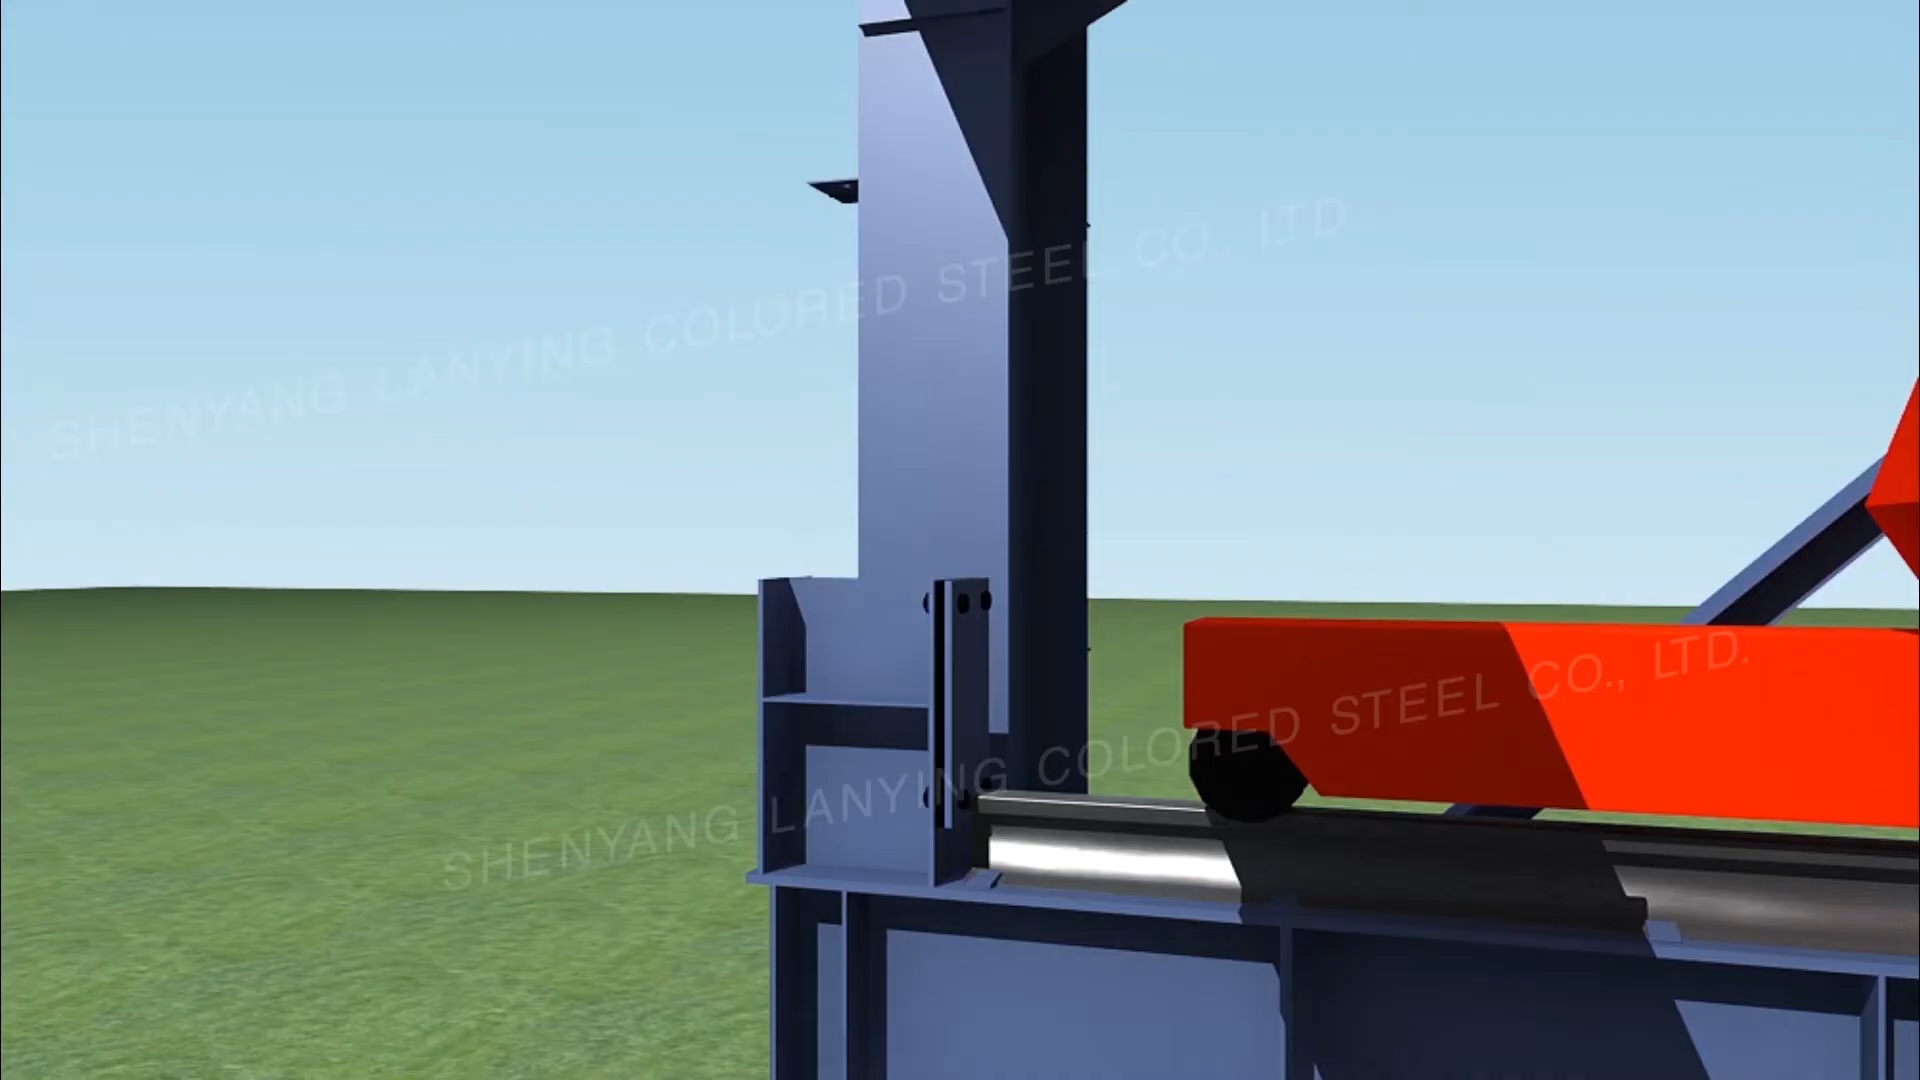 SHENYANG LANYING COLORED STEEL CO., LTD
SHENYANG LANYING COLORED STEEL CO., LTD.